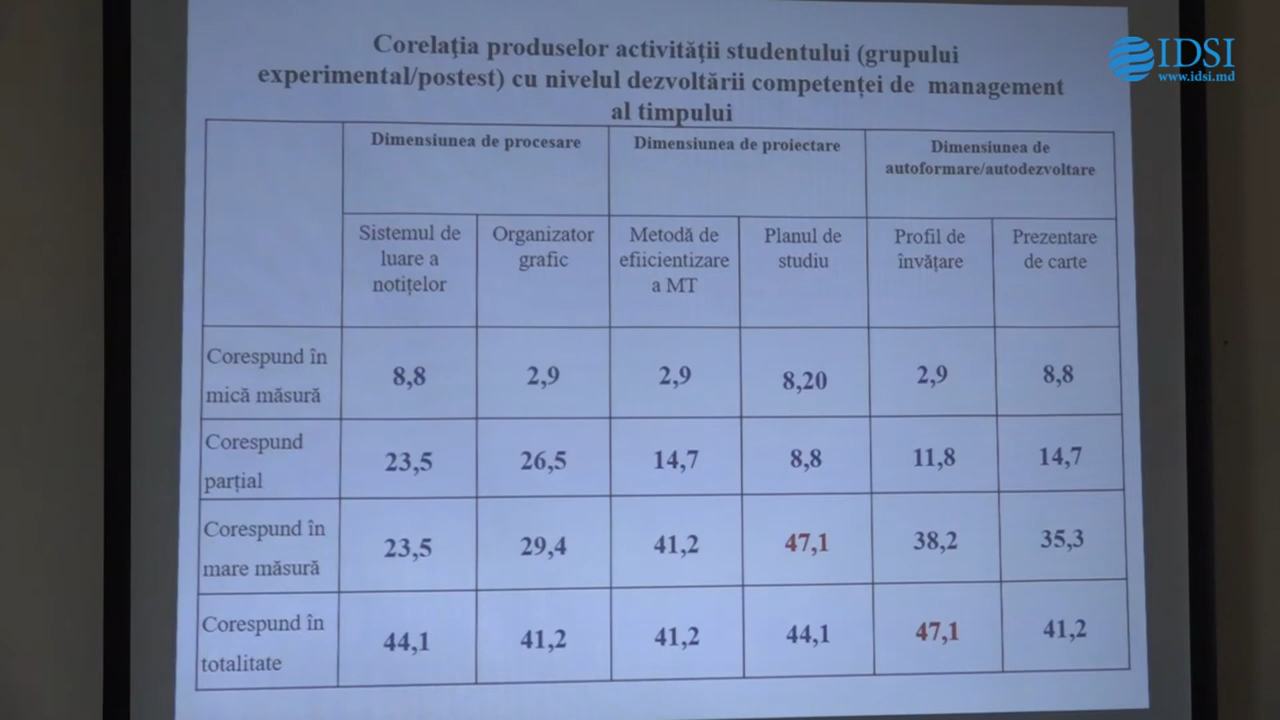 IDSI
www.idsi.md
Corelaţia produselor activităţii studentului (grupului
experimental/postest) cu nivelul dezvoltării competenței de management
al timpului
Dimensiunea de procesare
Dimensiunea de proiectare
Dimensiunea de
autoformare/autodezvoltare
Sistemul de
luare a
notițelor
Organizator
grafic
Metodă de
efiicientizare
a MT
Planul de
studiu
Profil de
învățare
Prezentare
de carte
Corespund în
mică măsură
8,8
2,9
2,9
8,20
2,9
8,8
Corespund
parțial
23,5
26,5
14,7
8,8
11,8
14,7
Corespund în
mare măsură
23,5
29,4
41,2
47,1
38,2
35,3
Corespund în
totalitate
44,1
41,2
41,2
44,1
47,1
41,2